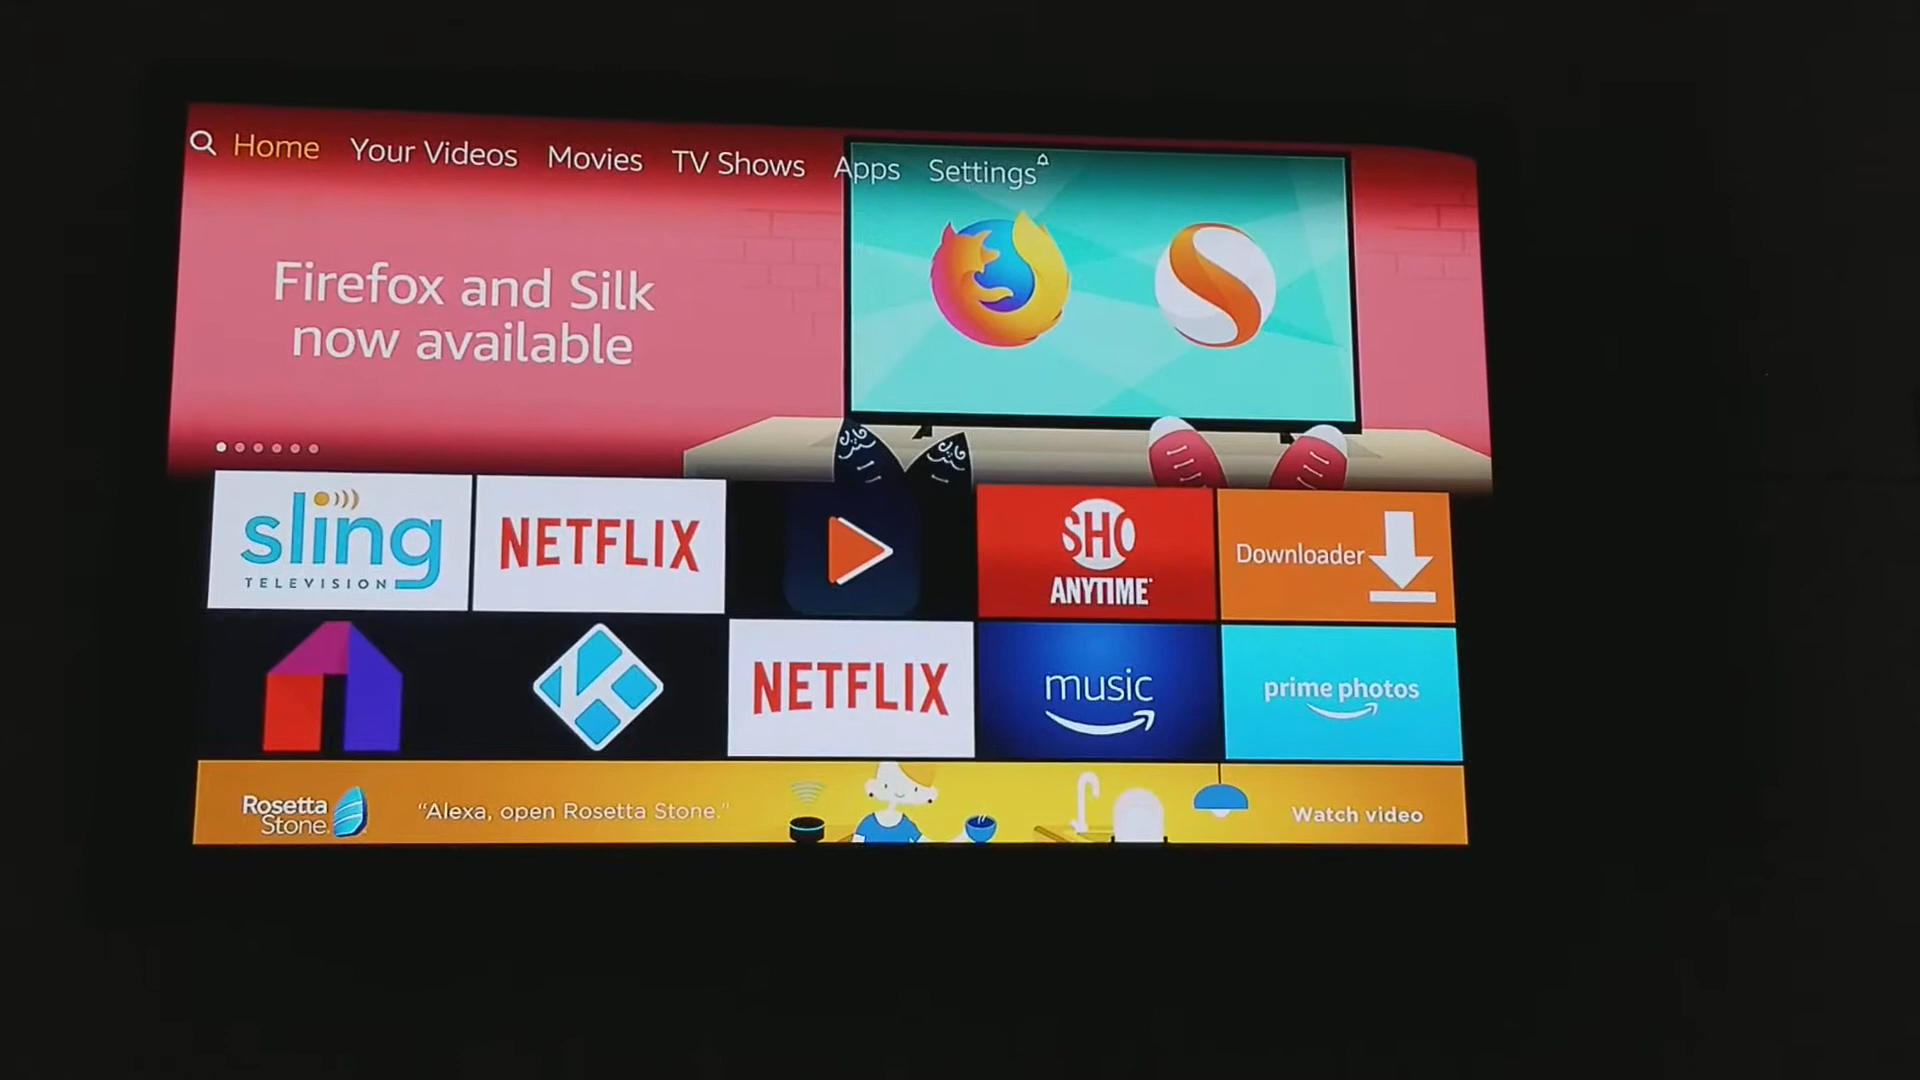 Home Your Videos Movies TV Shows Apps Settings
Firefox and Silk
now available
sling
TELEVISION
NETFLIX
SHO
ANYTIME
Downloader
NETFLIX
music
prime photos
Rosetta
Stone.
“Alexa, open Rosetta Stone.”
Watch video